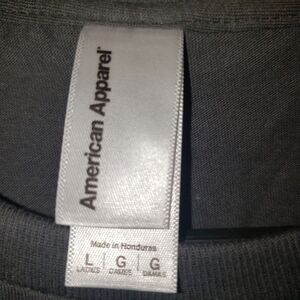 American Apparel
Made in Honduras
L | G | G
LADIES | DAMES | DAMAS